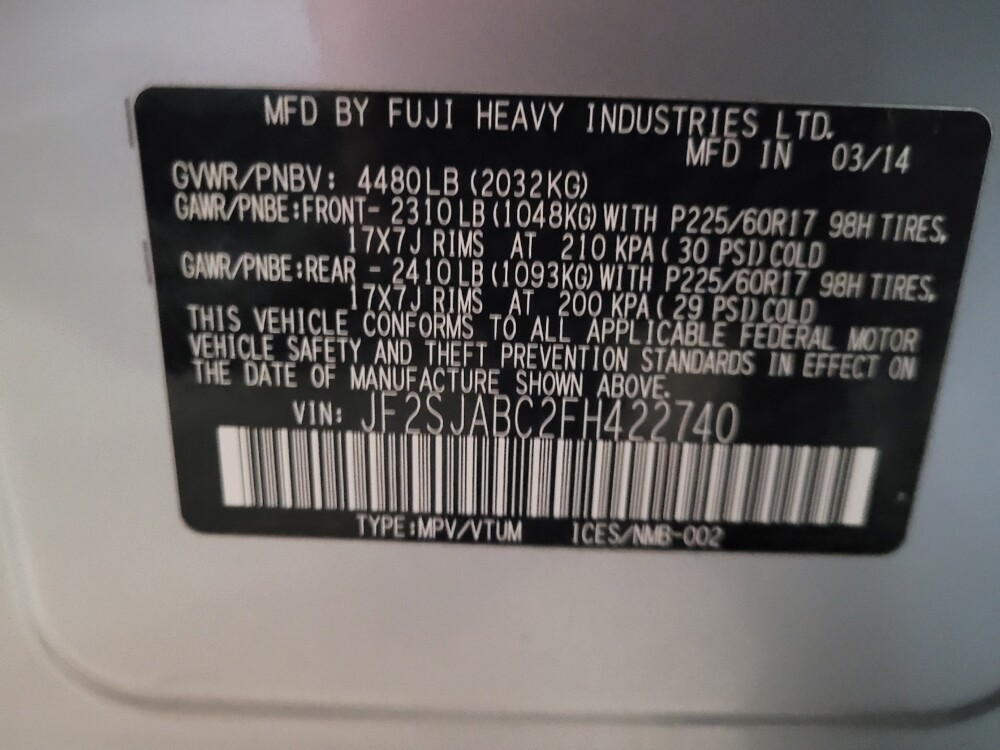 MFD BY FUJI HEAVY INDUSTRIES LTD.
MFD IN 03/14
GVWR/PNBV: 4480LB (2032KG)
GAWR/PNBE:FRONT- 2310LB (1048KG) WITH P225/60R17 98H TIRES,
17X7J RIMS AT 210 KPA ( 30 PSI) COLD
GAWR/PNBE:REAR - 2410LB (1093KG) WITH P225/60R17 98H TIRES,
17X7J RIMS AT 200 KPA ( 29 PSI) COLD
THIS VEHICLE CONFORMS TO ALL APPLICABLE FEDERAL MOTOR
VEHICLE SAFETY AND THEFT PREVENTION STANDARDS IN EFFECT ON
THE DATE OF MANUFACTURE SHOWN ABOVE.
VIN: JF2SJABC2FH422740
TYPE:MPV/VTUM ICES/NMB-002